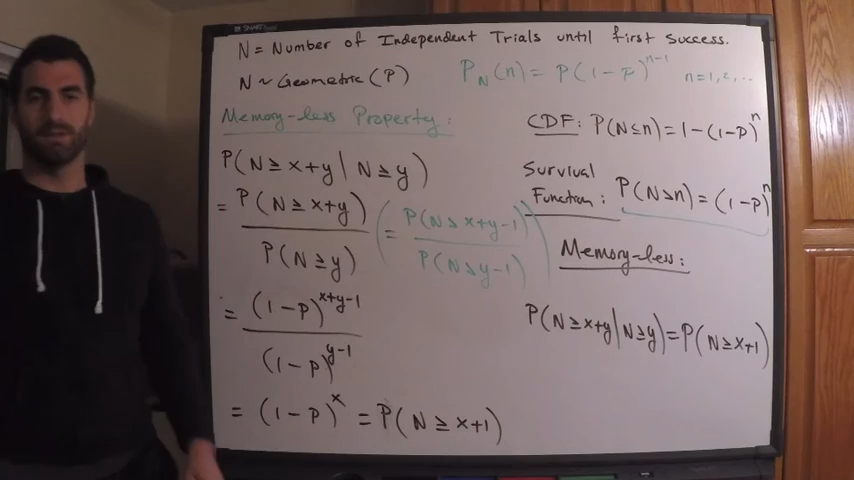 SMART
N = Number of Independent Trials until first Success.
N ~ Geometric(P)
P_N(n) = P(1-P)^{n-1} n=1,2,...
Memory-less Property:
P(N ≥ x+y | N ≥ y)
= P(N ≥ x+y) / P(N ≥ y) ( = P(N > x+y-1) / P(N > y-1) )
= (1-P)^{x+y-1} / (1-P)^{y-1}
= (1-P)^x = P(N ≥ x+1)
CDF: P(N ≤ n) = 1-(1-P)^n
Survival
Function: P(N > n) = (1-P)^n
Memory-less:
P(N ≥ x+y | N ≥ y) = P(N ≥ x+1)